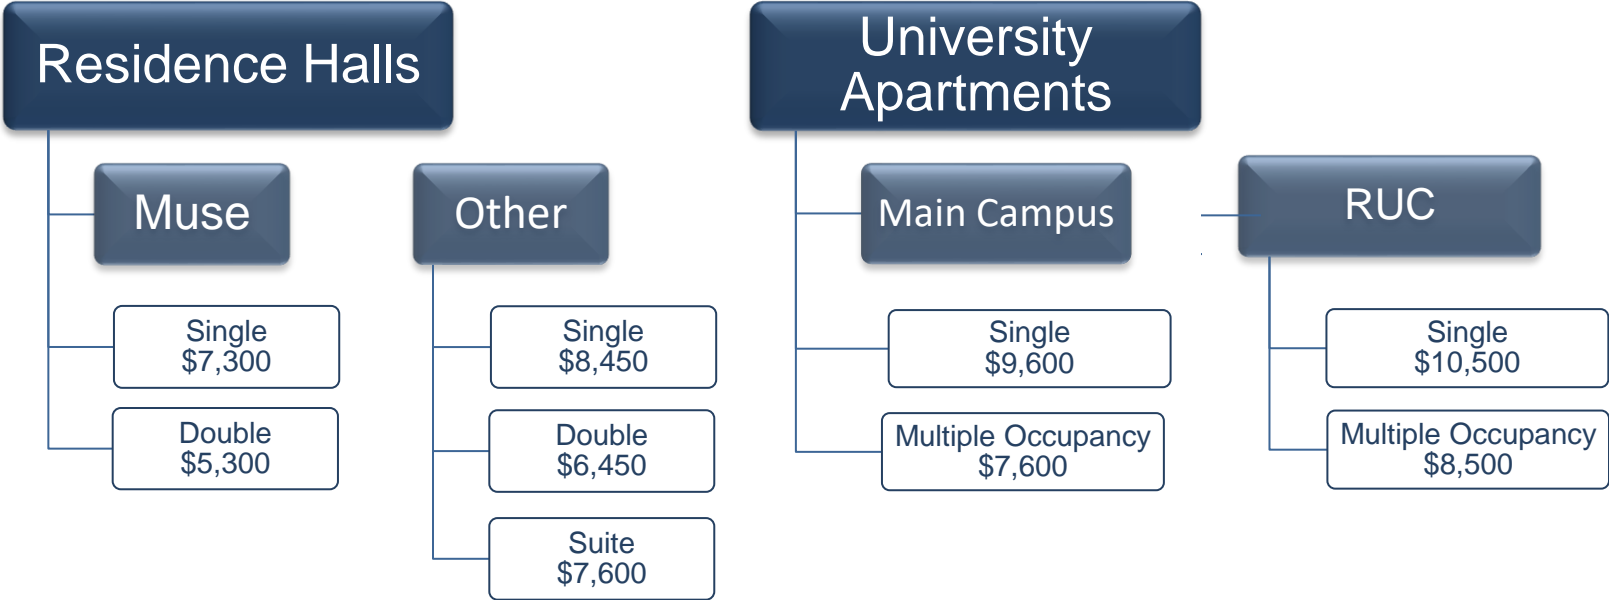 Residence Halls
Muse
Single
$7,300
Double
$5,300
Other
Single
$8,450
Double
$6,450
Suite
$7,600
University
Apartments
Main Campus
Single
$9,600
Multiple Occupancy
$7,600
RUC
Single
$10,500
Multiple Occupancy
$8,500